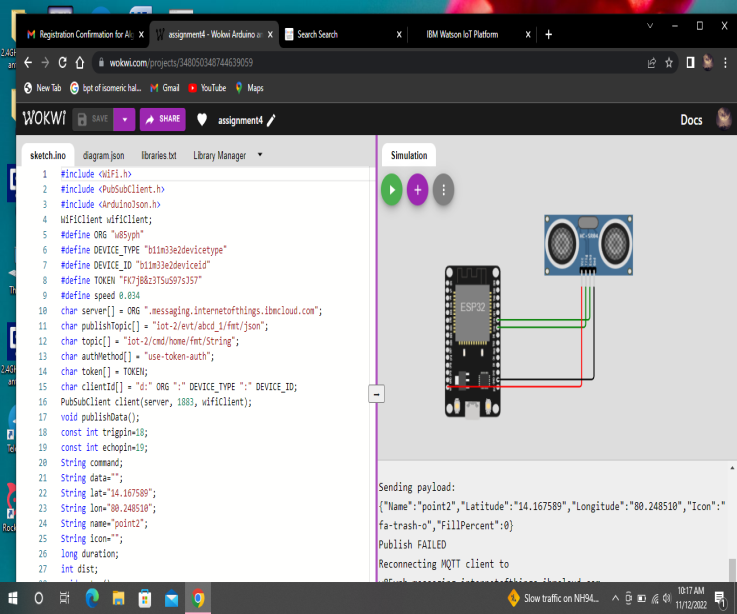 Registration Confirmation for Alg
assignment4 - Wokwi Arduino an
Search Search
IBM Watson IoT Platform
wokwi.com/projects/348050348744639059
New Tab
bpt of isomeric hal...
Gmail
YouTube
Maps
WOKWI
SAVE
SHARE
assignment4
Docs
sketch.ino
diagram.json
libraries.txt
Library Manager
Simulation
1 #include <WiFi.h>
2 #include <PubSubClient.h>
3 #include <ArduinoJson.h>
4 WiFiClient wifiClient;
5 #define ORG "w85yph"
6 #define DEVICE_TYPE "b11m33e2devicetype"
7 #define DEVICE_ID "b11m33e2deviceid"
8 #define TOKEN "FK7jB&z3TSuS97sJ57"
9 #define speed 0.034
10 char server[] = ORG ".messaging.internetofthings.ibmcloud.com";
11 char publishTopic[] = "iot-2/evt/abcd_1/fmt/json";
12 char topic[] = "iot-2/cmd/home/fmt/String";
13 char authMethod[] = "use-token-auth";
14 char token[] = TOKEN;
15 char clientId[] = "d:" ORG ":" DEVICE_TYPE ":" DEVICE_ID;
16 PubSubClient client(server, 1883, wifiClient);
17 void publishData();
18 const int trigpin=18;
19 const int echopin=19;
20 String command;
21 String data="";
22 String lat="14.167589";
23 String lon="80.248510";
24 String name="point2";
25 String icon="";
26 long duration;
27 int dist;
ESP32
Sending payload:
{"Name":"point2","Latitude":"14.167589","Longitude":"80.248510","Icon":"
fa-trash-o","FillPercent":0}
Publish FAILED
Reconnecting MQTT client to
2.4GH
2.4GH
Tele
Rock
Slow traffic on NH94...
10:17 AM
11/12/2022